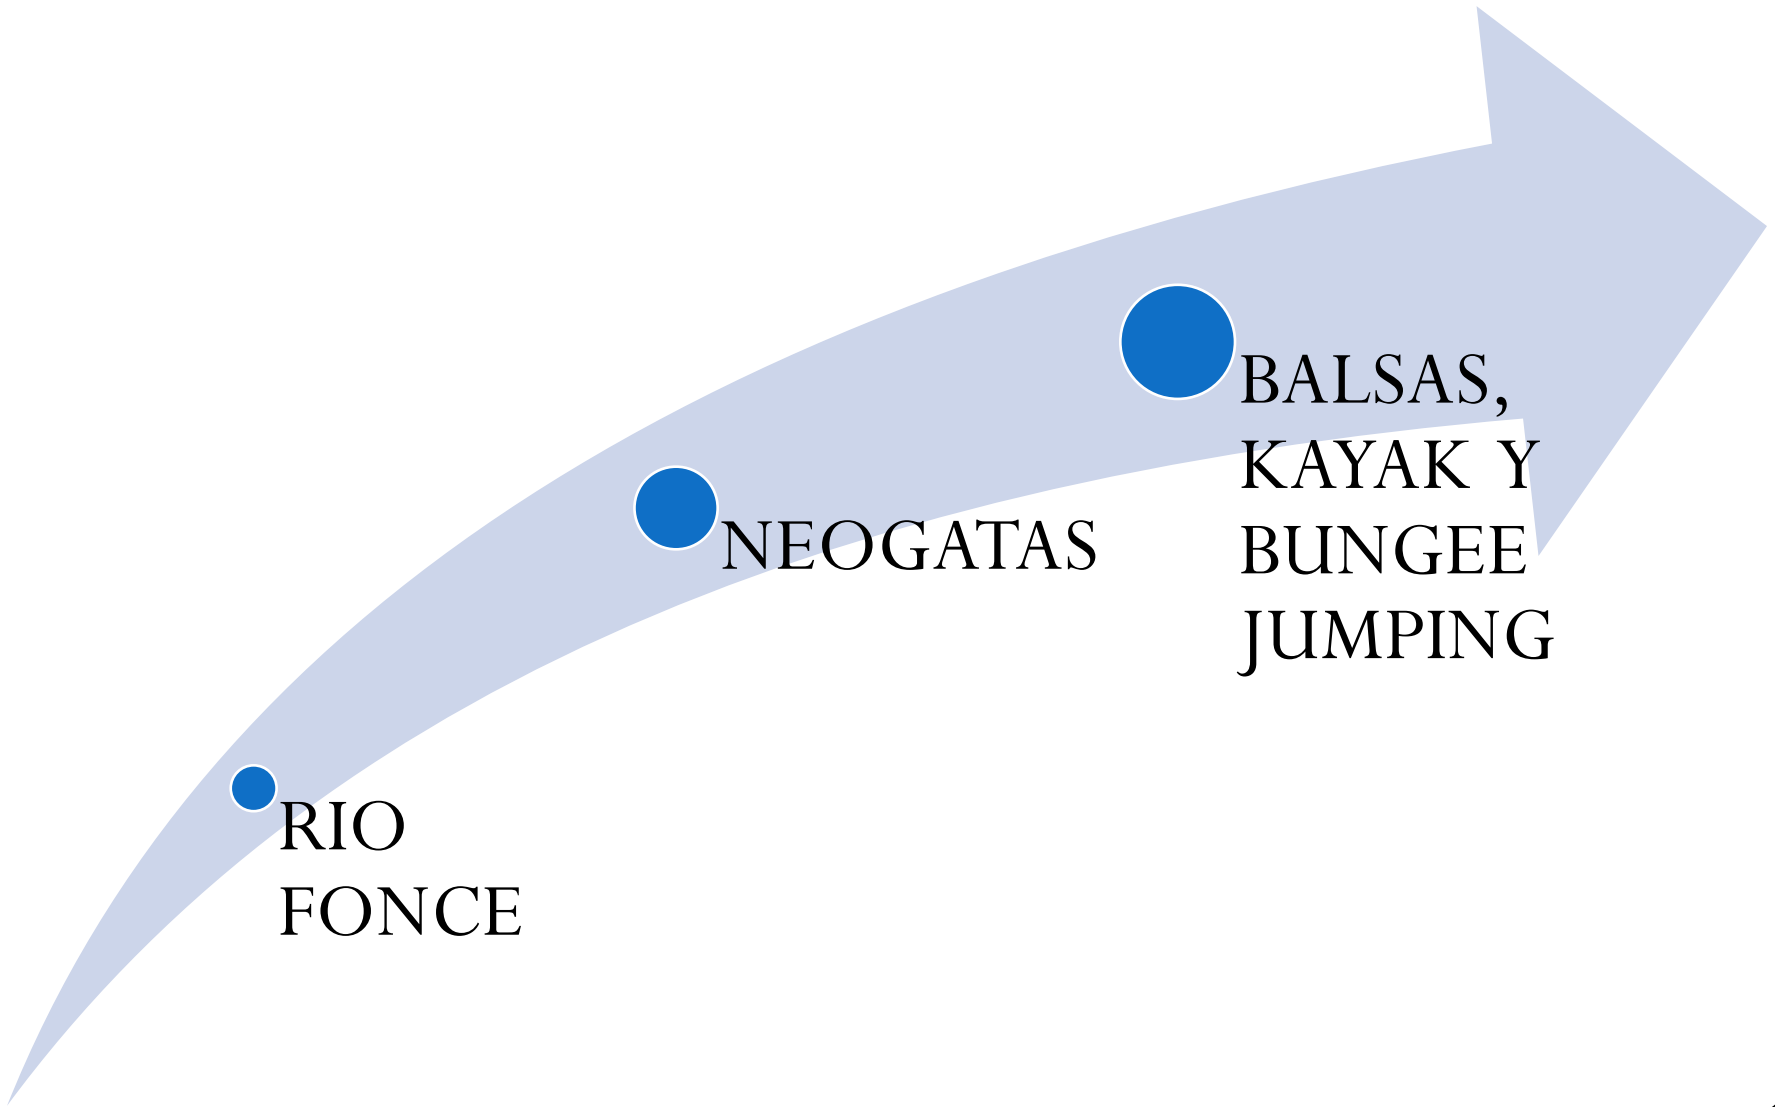 RIO
FONCE
NEOGATAS
BALSAS,
KAYAK Y
BUNGEE
JUMPING